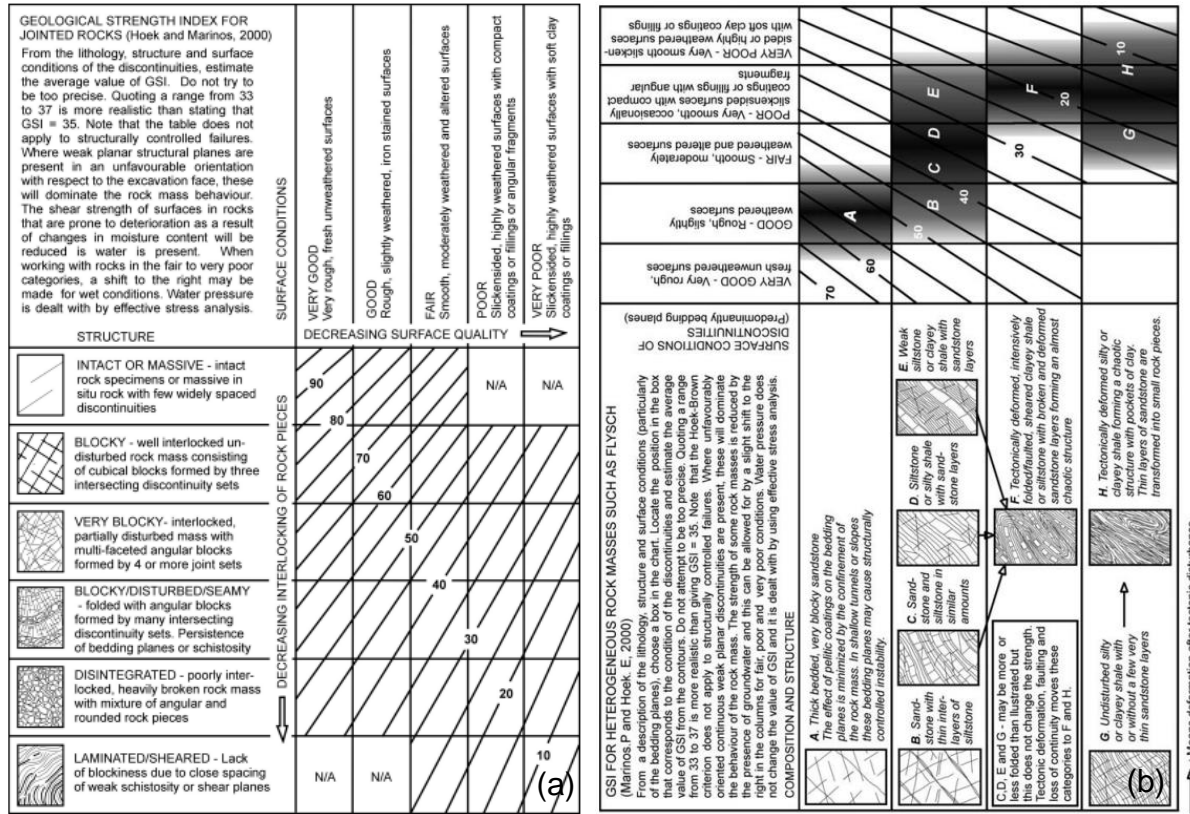 GEOLOGICAL STRENGTH INDEX FOR
JOINTED ROCKS (Hoek and Marinos, 2000)
From the lithology, structure and surface
conditions of the discontinuities, estimate
the average value of GSI. Do not try to
be too precise. Quoting a range from 33
to 37 is more realistic than stating that
GSI = 35. Note that the table does not
apply to structurally controlled failures.
Where weak planar structural planes are
present in an unfavourable orientation
with respect to the excavation face, these
will dominate the rock mass behaviour.
The shear strength of surfaces in rocks
that are prone to deterioration as a result
of changes in moisture content will be
reduced is water is present. When
working with rocks in the fair to very poor
categories, a shift to the right may be
made for wet conditions. Water pressure
is dealt with by effective stress analysis.
STRUCTURE
SURFACE CONDITIONS
VERY GOOD
Very rough, fresh unweathered surfaces
GOOD
Rough, slightly weathered, iron stained surfaces
FAIR
Smooth, moderately weathered and altered surfaces
POOR
Slickensided, highly weathered surfaces with compact
coatings or fillings or angular fragments
VERY POOR
Slickensided, highly weathered surfaces with soft clay
coatings or fillings
DECREASING SURFACE QUALITY
DECREASING INTERLOCKING OF ROCK PIECES
INTACT OR MASSIVE - intact
rock specimens or massive in
situ rock with few widely spaced
discontinuities
BLOCKY - well interlocked un-
disturbed rock mass consisting
of cubical blocks formed by three
intersecting discontinuity sets
VERY BLOCKY- interlocked,
partially disturbed mass with
multi-faceted angular blocks
formed by 4 or more joint sets
BLOCKY/DISTURBED/SEAMY
- folded with angular blocks
formed by many intersecting
discontinuity sets. Persistence
of bedding planes or schistosity
DISINTEGRATED - poorly inter-
locked, heavily broken rock mass
with mixture of angular and
rounded rock pieces
LAMINATED/SHEARED - Lack
of blockiness due to close spacing
of weak schistosity or shear planes
90
80
70
60
50
40
30
20
10
N/A
N/A
N/A
N/A
(a)
GSI FOR HETEROGENEOUS ROCK MASSES SUCH AS FLYSCH
(Marinos.P and Hoek. E, 2000)
From a description of the lithology, structure and surface conditions (particularly
of the bedding planes), choose a box in the chart. Locate the position in the box
that corresponds to the condition of the discontinuities and estimate the average
value of GSI from the contours. Do not attempt to be too precise. Quoting a range
from 33 to 37 is more realistic than giving GSI = 35. Note that the Hoek-Brown
criterion does not apply to structurally controlled failures. Where unfavourably
oriented continuous weak planar discontinuities are present, these will dominate
the behaviour of the rock mass. The strength of some rock masses is reduced by
the presence of groundwater and this can be allowed for by a slight shift to the
right in the columns for fair, poor and very poor conditions. Water pressure does
not change the value of GSI and it is dealt with by using effective stress analysis.
COMPOSITION AND STRUCTURE
SURFACE CONDITIONS OF
DISCONTINUITIES
(Predominantly bedding planes)
VERY GOOD - Very rough,
fresh unweathered surfaces
GOOD - Rough, slightly
weathered surfaces
FAIR - Smooth, moderately
weathered and altered surfaces
POOR - Very smooth, occasionally
slickensided surfaces with compact
coatings or fillings with angular
fragments
VERY POOR - Very smooth slicken-
sided or highly weathered surfaces
with soft clay coatings or fillings
A. Thick bedded, very blocky sandstone
The effect of pelitic coatings on the bedding
planes is minimized by the confinement of
the rock mass. In shallow tunnels or slopes
these bedding planes may cause structurally
controlled instability.
B. Sand-
stone with
thin inter-
layers of
siltstone
C. Sand-
stone and
siltstone in
similar
amounts
D. Siltstone
or silty shale
with sand-
stone layers
E. Weak
siltstone
or clayey
shale with
sandstone
layers
C,D, E and G - may be more or
less folded than illustrated but
this does not change the strength.
Tectonic deformation, faulting and
loss of continuity moves these
categories to F and H.
F. Tectonically deformed, intensively
folded/faulted, sheared clayey shale
or siltstone with broken and deformed
sandstone layers forming an almost
chaotic structure
G. Undisturbed silty
or clayey shale with
or without a few very
thin sandstone layers
H. Tectonically deformed silty or
clayey shale forming a chaotic
structure with pockets of clay.
Thin layers of sandstone are
transformed into small rock pieces.
70
60
A
50
B
40
C
D
E
30
F
20
G
H
10
(b)